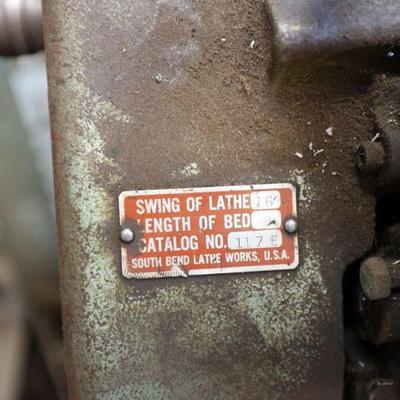 SWING OF LATHE 16
LENGTH OF BED
CATALOG NO. 117 F
SOUTH BEND LATHE WORKS, U.S.A.